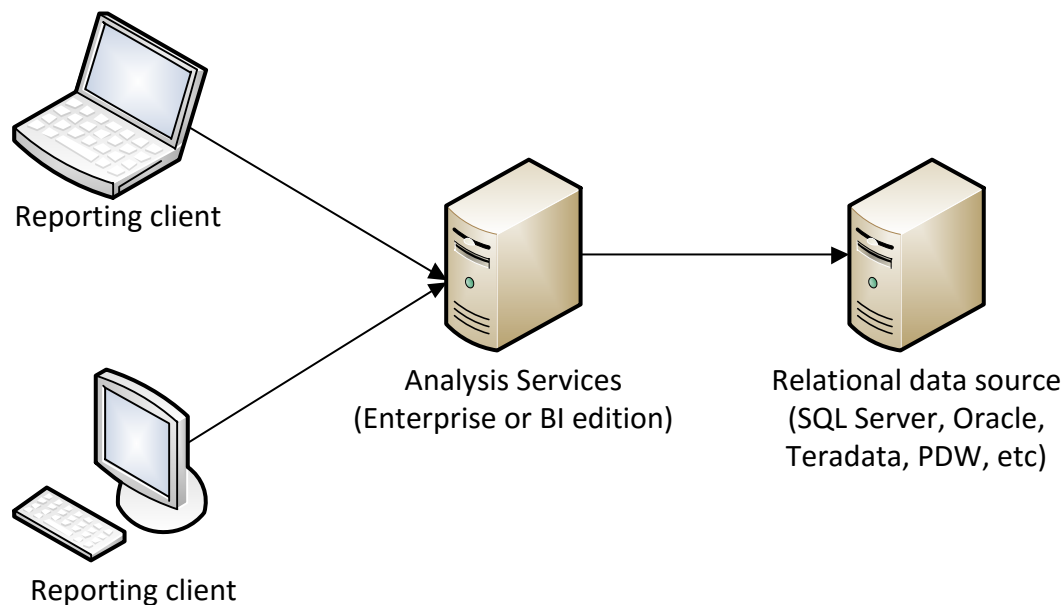 Reporting client
Analysis Services
(Enterprise or BI edition)
Relational data source
(SQL Server, Oracle,
Teradata, PDW, etc)
Reporting client